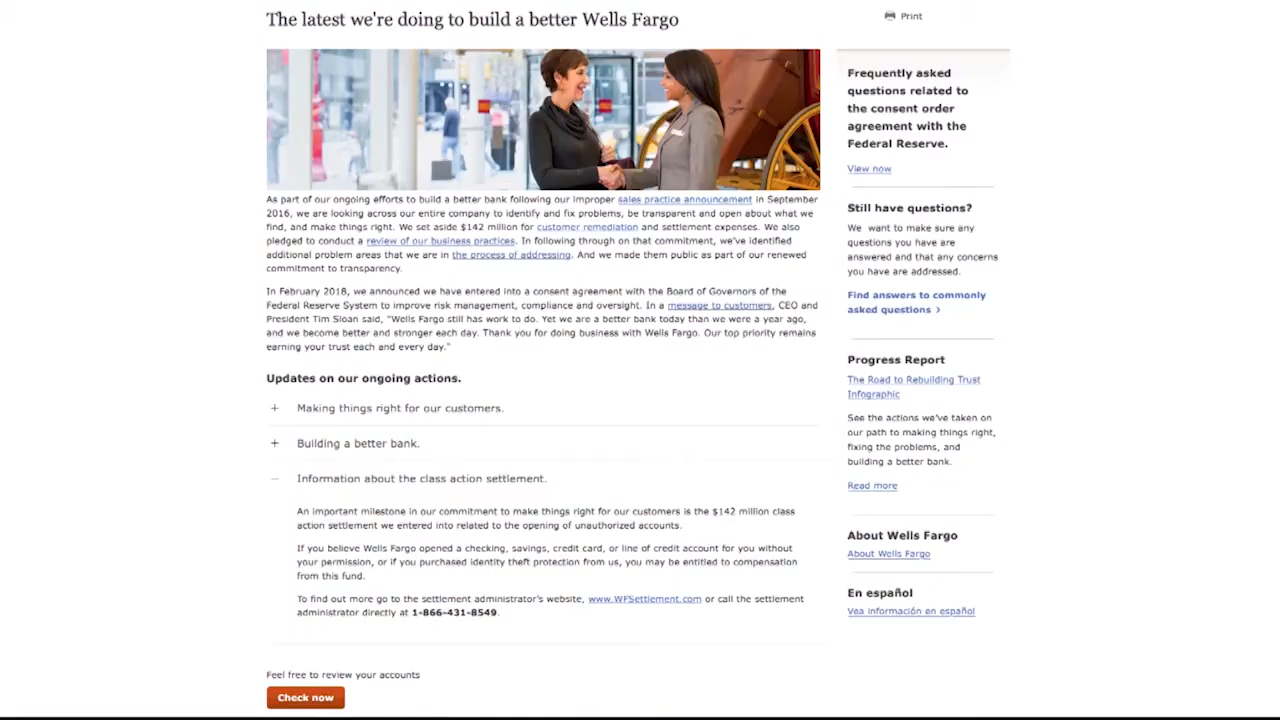 The latest we're doing to build a better Wells Fargo
Print
As part of our ongoing efforts to build a better bank following our improper sales practice announcement in September
2016, we are looking across our entire company to identify and fix problems, be transparent and open about what we
find, and make things right. We set aside $142 million for customer remediation and settlement expenses. We also
pledged to conduct a review of our business practices. In following through on that commitment, we've identified
additional problem areas that we are in the process of addressing. And we made them public as part of our renewed
commitment to transparency.
In February 2018, we announced we have entered into a consent agreement with the Board of Governors of the
Federal Reserve System to improve risk management, compliance and oversight. In a message to customers, CEO and
President Tim Sloan said, "Wells Fargo still has work to do. Yet we are a better bank today than we were a year ago,
and we become better and stronger each day. Thank you for doing business with Wells Fargo. Our top priority remains
earning your trust each and every day."
Updates on our ongoing actions.
+ Making things right for our customers.
+ Building a better bank.
– Information about the class action settlement.
An important milestone in our commitment to make things right for our customers is the $142 million class
action settlement we entered into related to the opening of unauthorized accounts.
If you believe Wells Fargo opened a checking, savings, credit card, or line of credit account for you without
your permission, or if you purchased identity theft protection from us, you may be entitled to compensation
from this fund.
To find out more go to the settlement administrator's website, www.WFSettlement.com or call the settlement
administrator directly at 1-866-431-8549.
Feel free to review your accounts
Check now
Frequently asked
questions related to
the consent order
agreement with the
Federal Reserve.
View now
Still have questions?
We want to make sure any
questions you have are
answered and that any concerns
you have are addressed.
Find answers to commonly
asked questions ›
Progress Report
The Road to Rebuilding Trust
Infographic
See the actions we've taken on
our path to making things right,
fixing the problems, and
building a better bank.
Read more
About Wells Fargo
About Wells Fargo
En español
Vea información en español